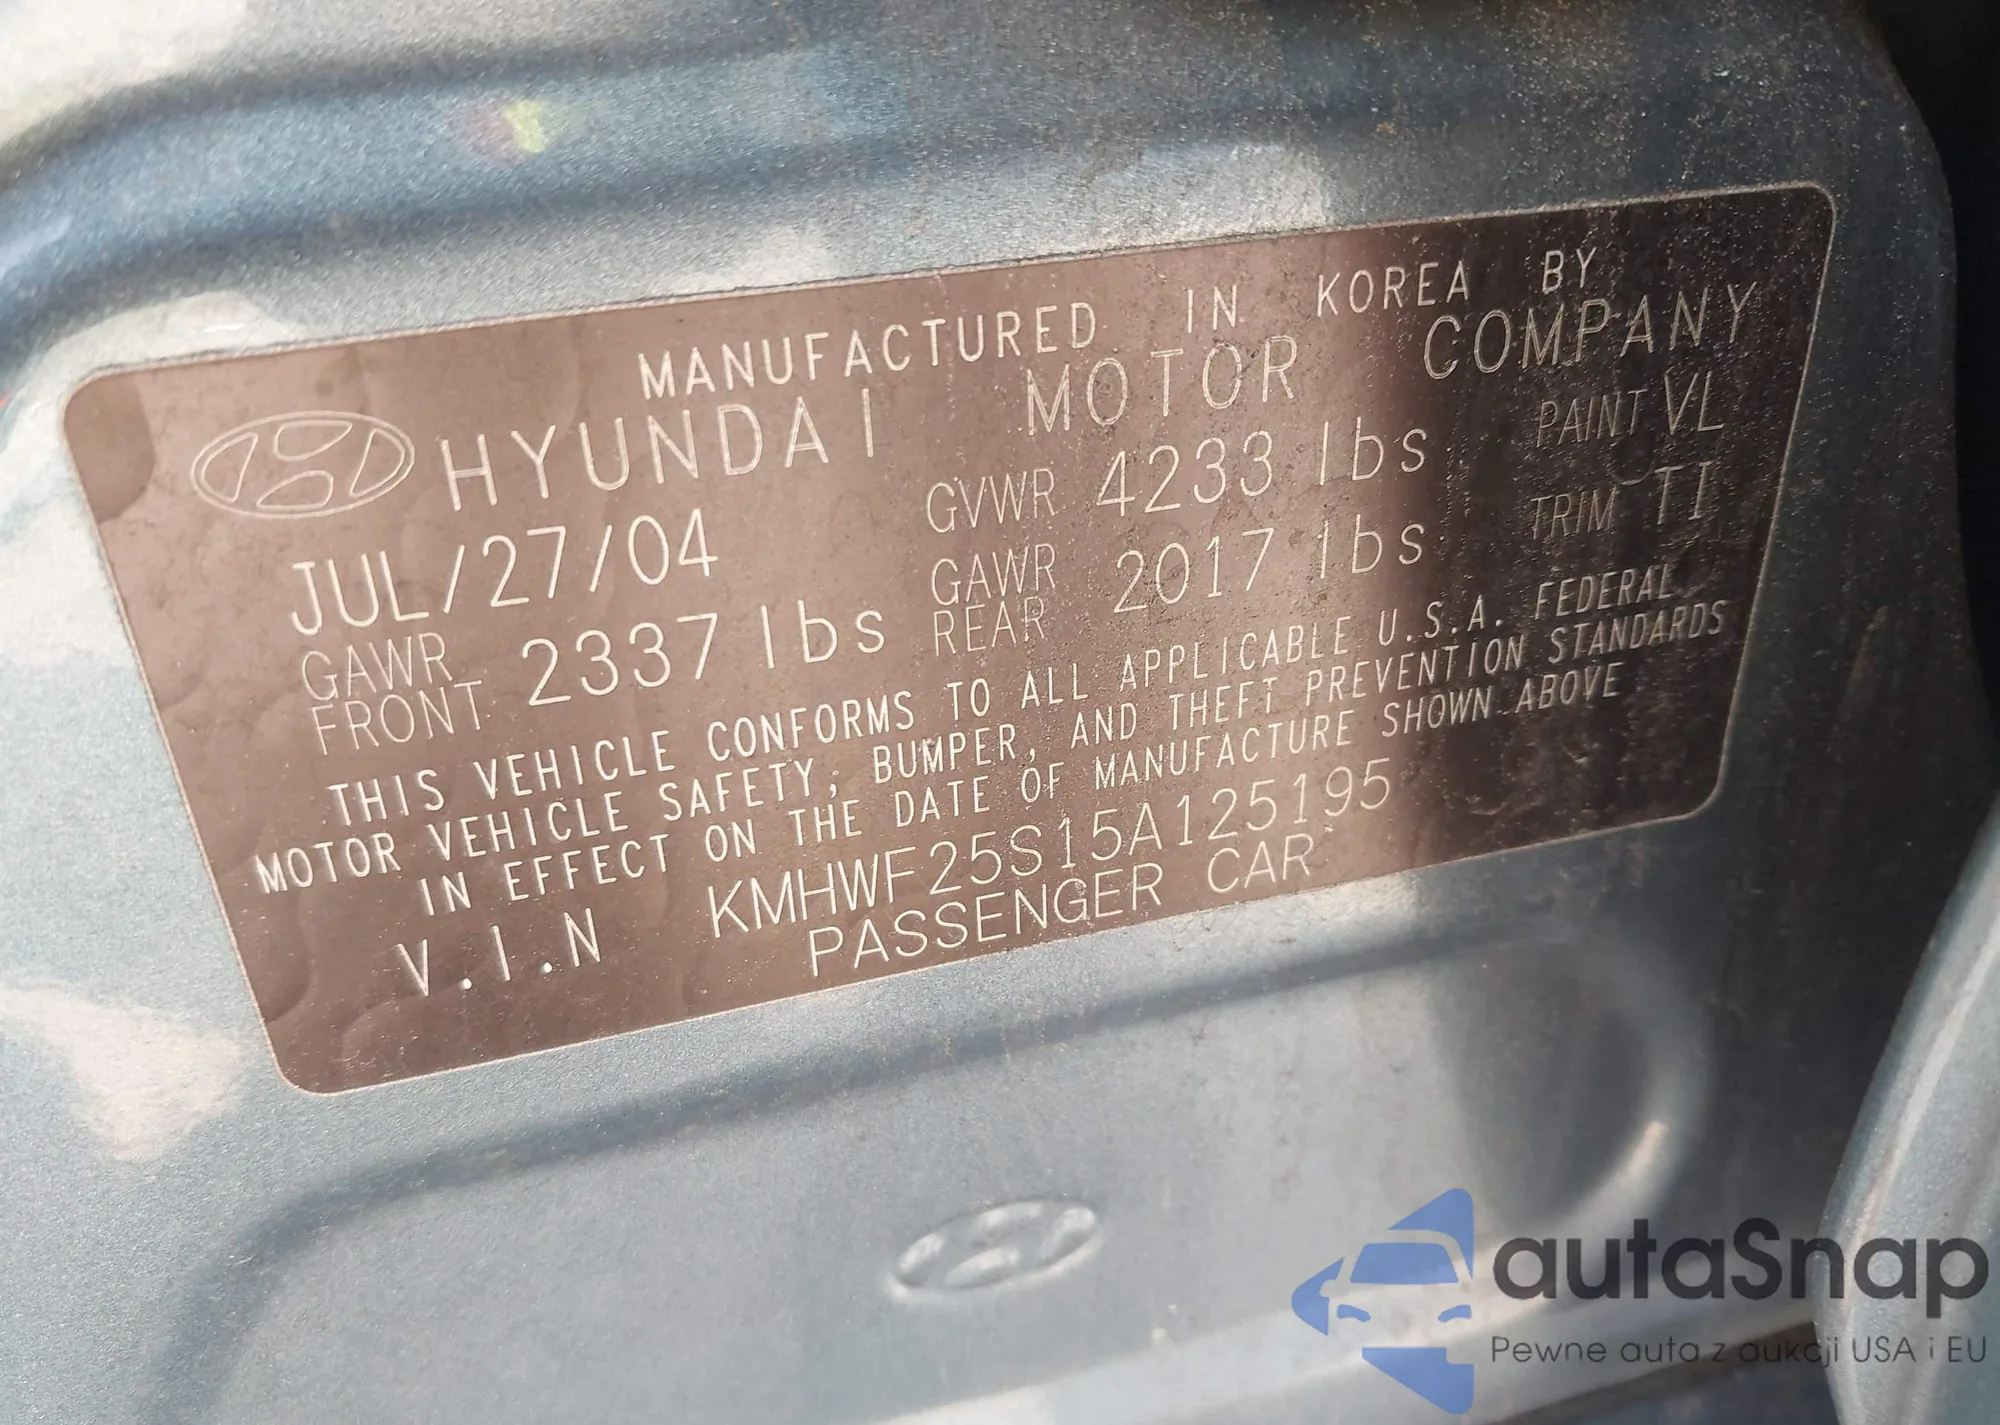 MANUFACTURED IN KOREA BY
HYUNDAI MOTOR COMPANY
JUL/27/04 GVWR 4233 lbs PAINT VL
GAWR FRONT 2337 lbs GAWR REAR 2017 lbs TRIM TI
THIS VEHICLE CONFORMS TO ALL APPLICABLE U.S.A. FEDERAL
MOTOR VEHICLE SAFETY, BUMPER, AND THEFT PREVENTION STANDARDS
IN EFFECT ON THE DATE OF MANUFACTURE SHOWN ABOVE
V.I.N KMHWF25S15A125195
PASSENGER CAR
autaSnap
Pewne auta z aukcji USA i EU